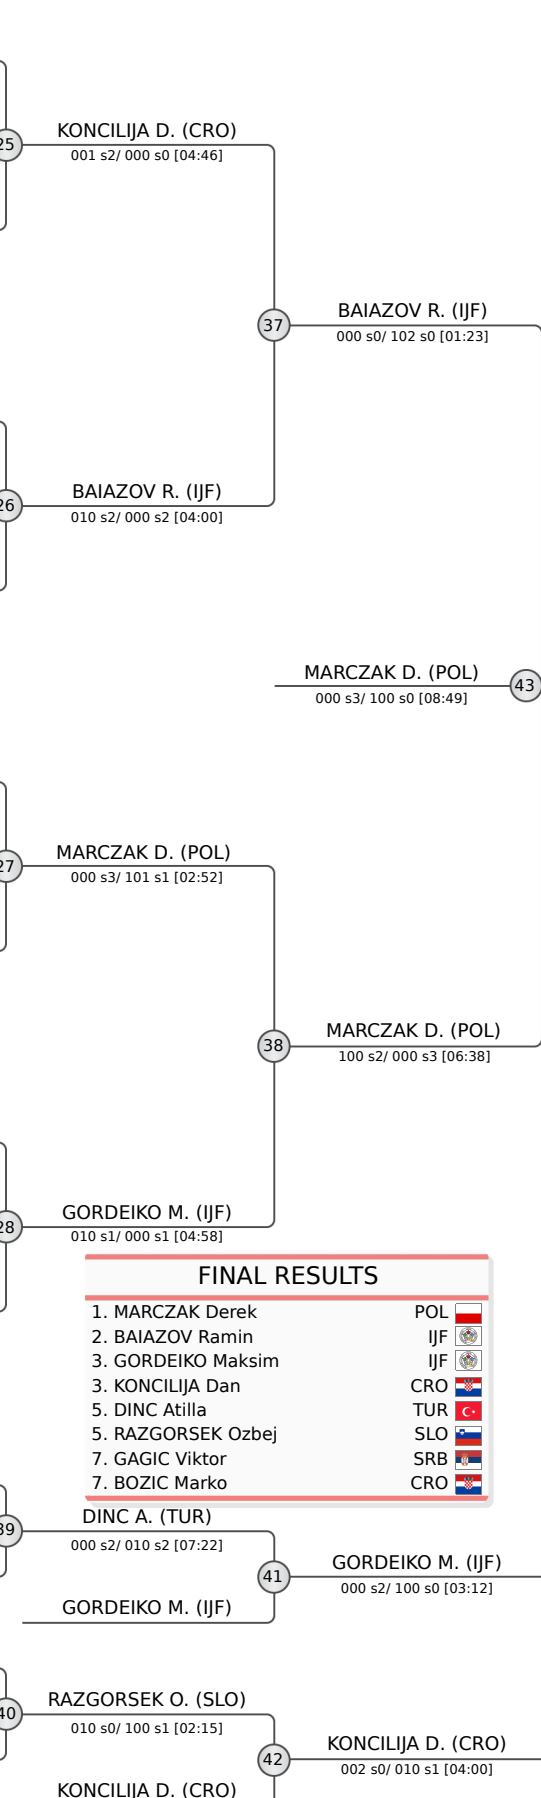 KONCILIJA D. (CRO)
25
001 s2/ 000 s0 [04:46]
BAIAZOV R. (IJF)
37
000 s0/ 102 s0 [01:23]
BAIAZOV R. (IJF)
26
010 s2/ 000 s2 [04:00]
MARCZAK D. (POL)
43
000 s3/ 100 s0 [08:49]
MARCZAK D. (POL)
27
000 s3/ 101 s1 [02:52]
MARCZAK D. (POL)
38
100 s2/ 000 s3 [06:38]
GORDEIKO M. (IJF)
28
010 s1/ 000 s1 [04:58]
FINAL RESULTS
1. MARCZAK Derek POL
2. BAIAZOV Ramin IJF
3. GORDEIKO Maksim IJF
3. KONCILIJA Dan CRO
5. DINC Atilla TUR
5. RAZGORSEK Ozbej SLO
7. GAGIC Viktor SRB
7. BOZIC Marko CRO
DINC A. (TUR)
39
000 s2/ 010 s2 [07:22]
GORDEIKO M. (IJF)
41
000 s2/ 100 s0 [03:12]
GORDEIKO M. (IJF)
RAZGORSEK O. (SLO)
40
010 s0/ 100 s1 [02:15]
KONCILIJA D. (CRO)
42
002 s0/ 010 s1 [04:00]
KONCILIJA D. (CRO)